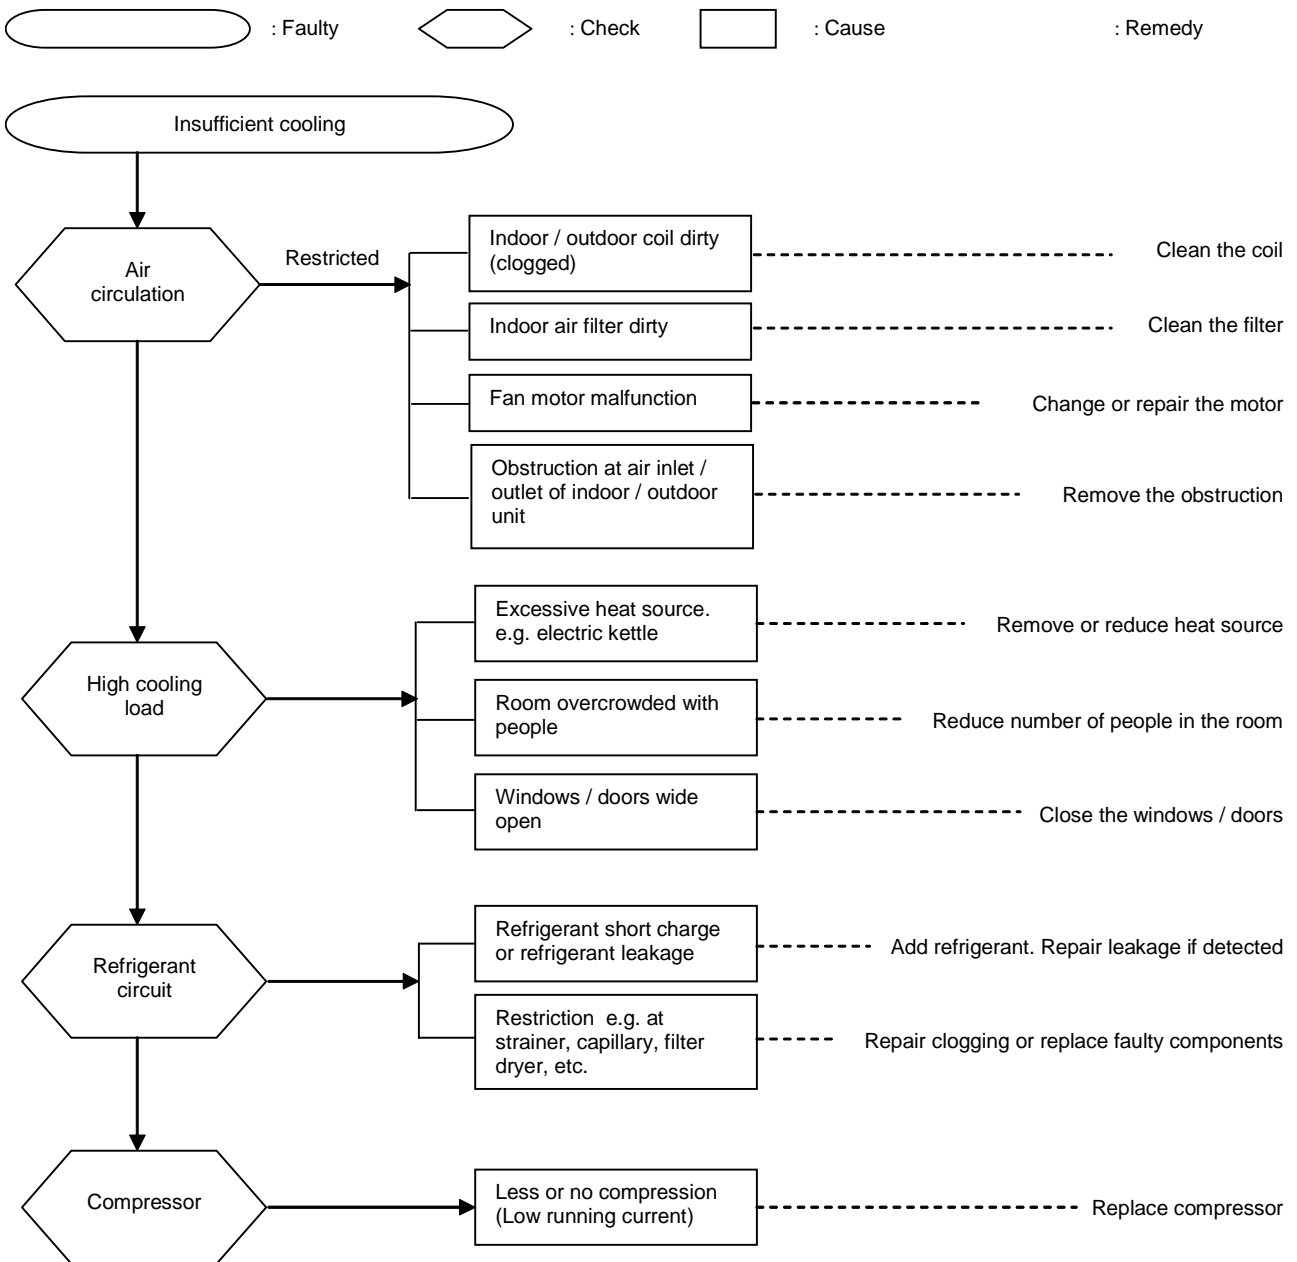 : Faulty
: Check
: Cause
: Remedy
Insufficient cooling
Air
circulation
Restricted
Indoor / outdoor coil dirty
(clogged)
Clean the coil
Indoor air filter dirty
Clean the filter
Fan motor malfunction
Change or repair the motor
Obstruction at air inlet /
outlet of indoor / outdoor
unit
Remove the obstruction
High cooling
load
Excessive heat source.
e.g. electric kettle
Remove or reduce heat source
Room overcrowded with
people
Reduce number of people in the room
Windows / doors wide
open
Close the windows / doors
Refrigerant
circuit
Refrigerant short charge
or refrigerant leakage
Add refrigerant. Repair leakage if detected
Restriction  e.g. at
strainer, capillary, filter
dryer, etc.
Repair clogging or replace faulty components
Compressor
Less or no compression
(Low running current)
Replace compressor